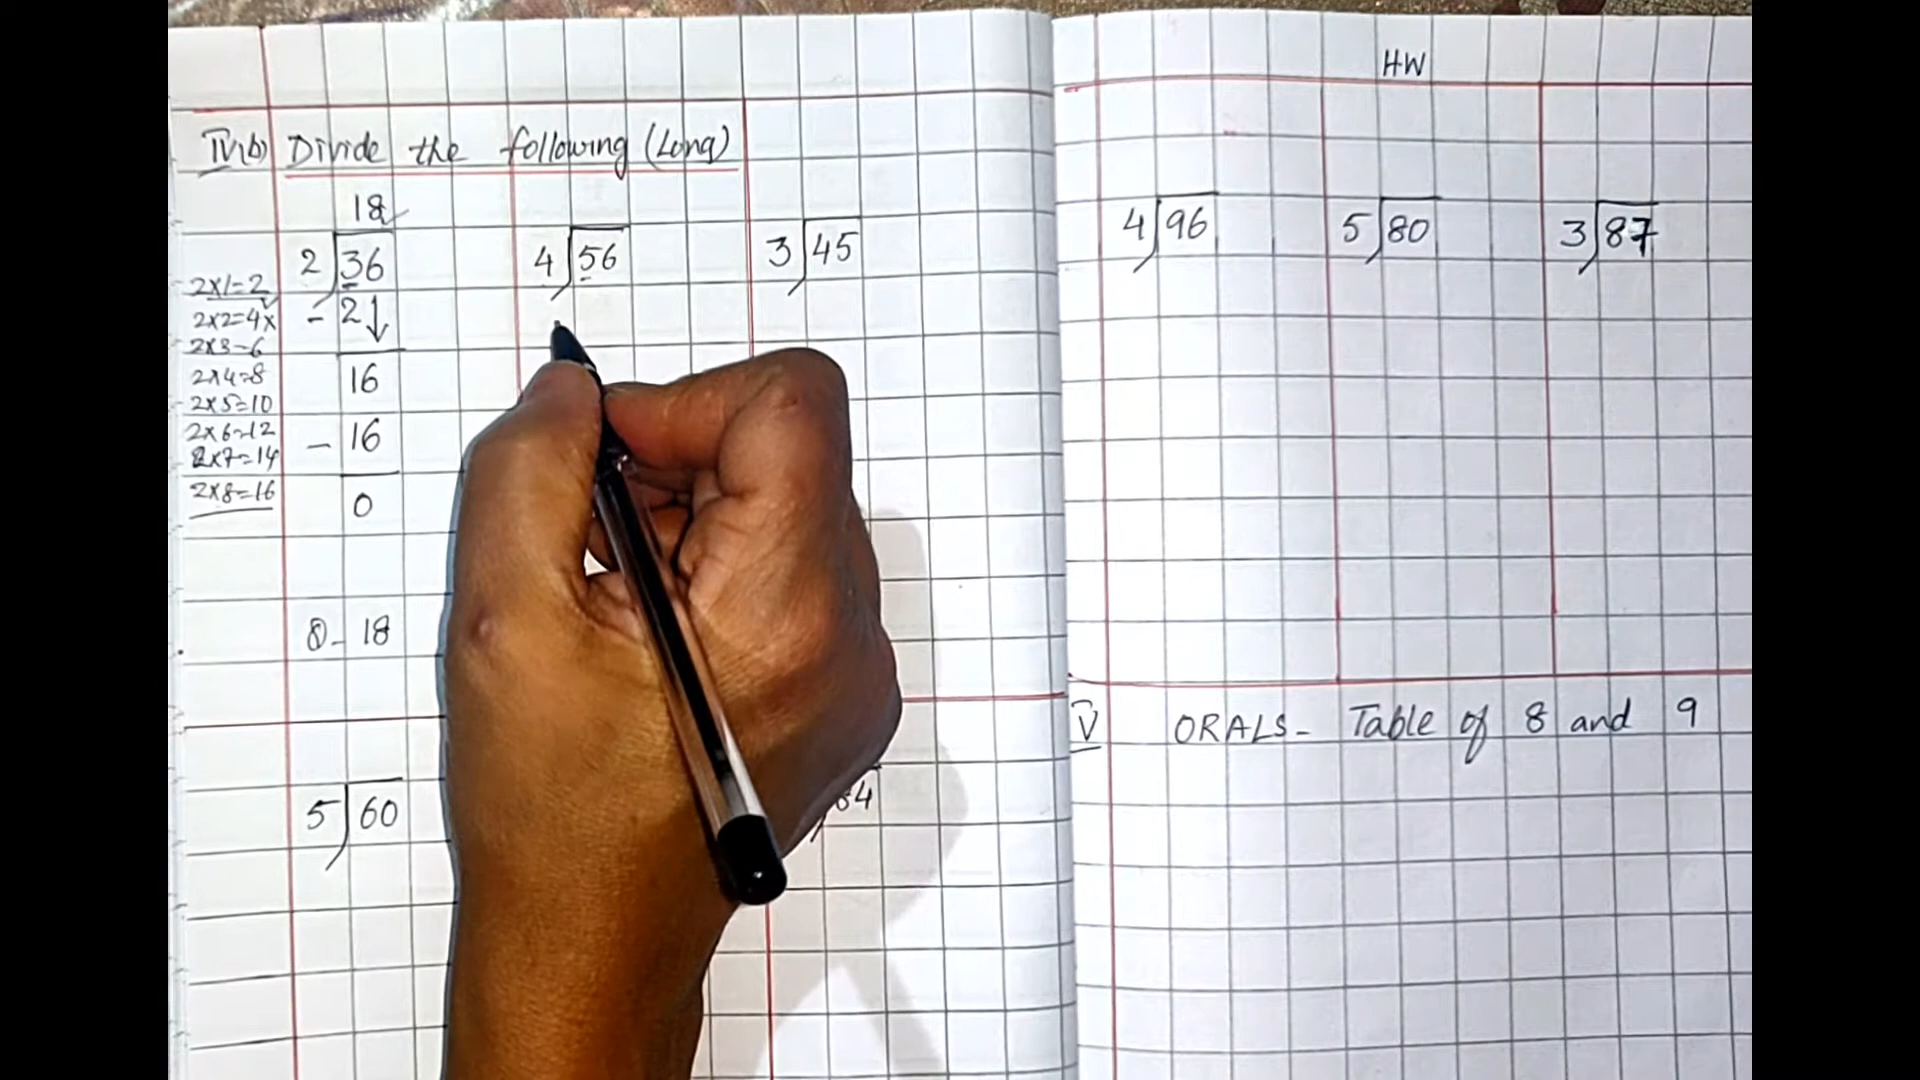 IV(b) Divide the following (Long)
18
2)36
2x1=2
- 2↓
2x2=4x
2x3=6
2x4=8
16
2x5=10
2x6=12
- 16
2x7=14
2x8=16
0
8- 18
4)56
3)45
5)60
HW
4)96
5)80
3)87
V ORALS- Table of 8 and 9